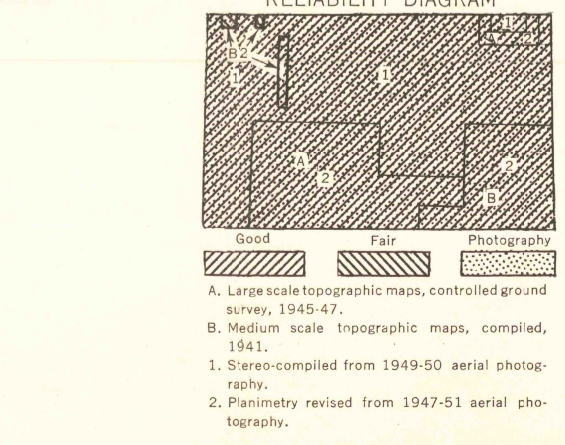 RELIABILITY DIAGRAM
1
A 2
B2
1
1
A
2
2
B
Good Fair Photography
A. Large scale topographic maps, controlled ground
survey, 1945-47.
B. Medium scale topographic maps, compiled,
1941.
1. Stereo-compiled from 1949-50 aerial photog-
raphy.
2. Planimetry revised from 1947-51 aerial pho-
tography.